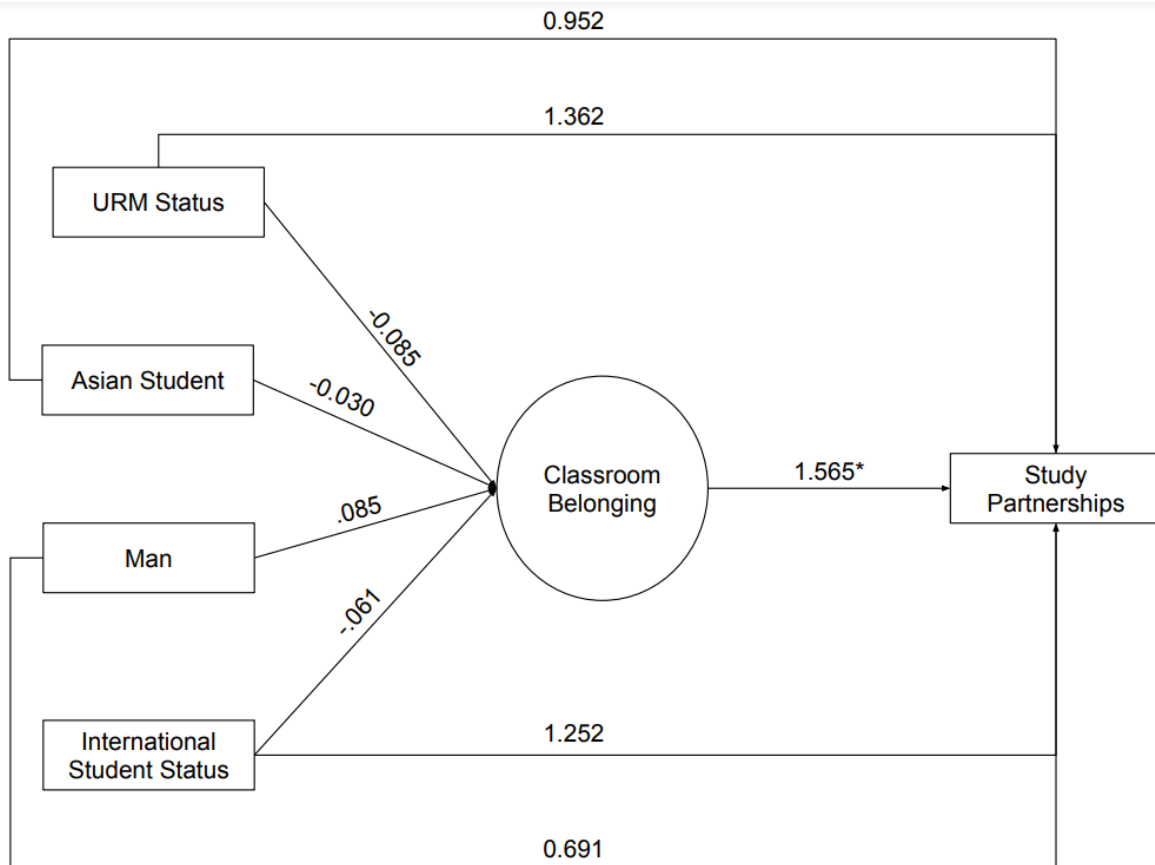 0.952
1.362
URM Status
-0.085
Asian Student
-0.030
Classroom
Belonging
1.565*
Study
Partnerships
.085
Man
-.061
International
Student Status
1.252
0.691